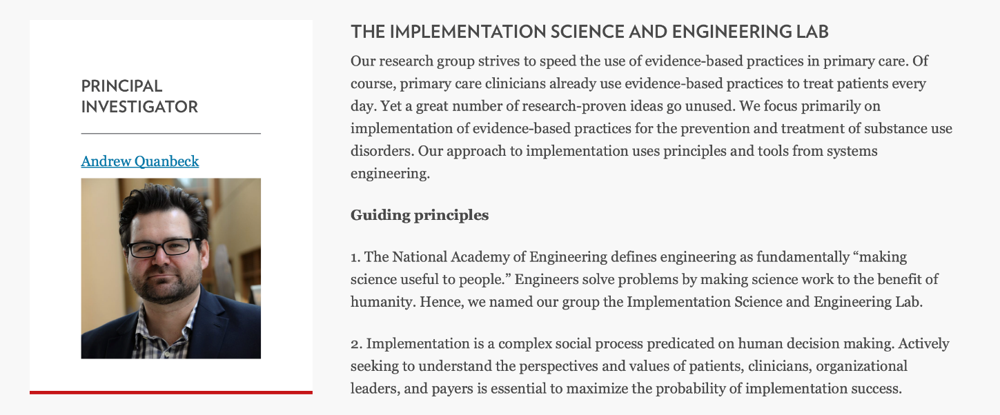 PRINCIPAL
INVESTIGATOR
Andrew Quanbeck
THE IMPLEMENTATION SCIENCE AND ENGINEERING LAB
Our research group strives to speed the use of evidence-based practices in primary care. Of
course, primary care clinicians already use evidence-based practices to treat patients every
day. Yet a great number of research-proven ideas go unused. We focus primarily on
implementation of evidence-based practices for the prevention and treatment of substance use
disorders. Our approach to implementation uses principles and tools from systems
engineering.
Guiding principles
1. The National Academy of Engineering defines engineering as fundamentally “making
science useful to people.” Engineers solve problems by making science work to the benefit of
humanity. Hence, we named our group the Implementation Science and Engineering Lab.
2. Implementation is a complex social process predicated on human decision making. Actively
seeking to understand the perspectives and values of patients, clinicians, organizational
leaders, and payers is essential to maximize the probability of implementation success.